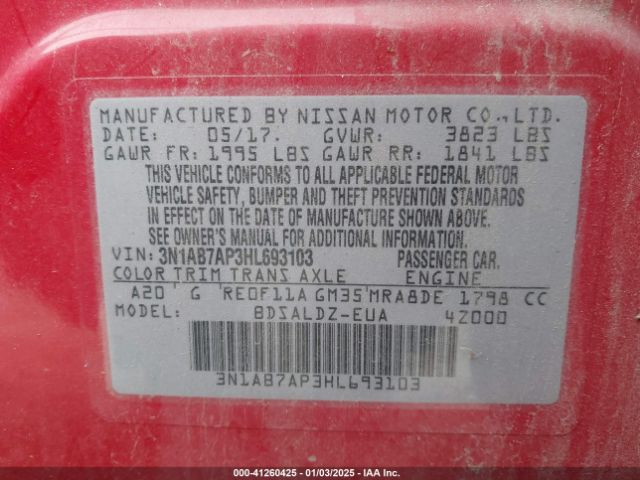 MANUFACTURED BY NISSAN MOTOR CO., LTD.
DATE: 05/17. GVWR: 3823 LBS
GAWR FR: 1995 LBS GAWR RR: 1841 LBS
THIS VEHICLE CONFORMS TO ALL APPLICABLE FEDERAL MOTOR
VEHICLE SAFETY, BUMPER AND THEFT PREVENTION STANDARDS
IN EFFECT ON THE DATE OF MANUFACTURE SHOWN ABOVE.
SEE OWNER'S MANUAL FOR ADDITIONAL INFORMATION.
VIN: 3N1AB7AP3HL693103 PASSENGER CAR.
COLOR TRIM TRANS AXLE ENGINE
A20 G RE0F11A GM35 MRA8DE 1798 CC
MODEL: BDSALDZ-EUA 4Z000
3N1AB7AP3HL693103
000-41260425 - 01/03/2025 - IAA Inc.